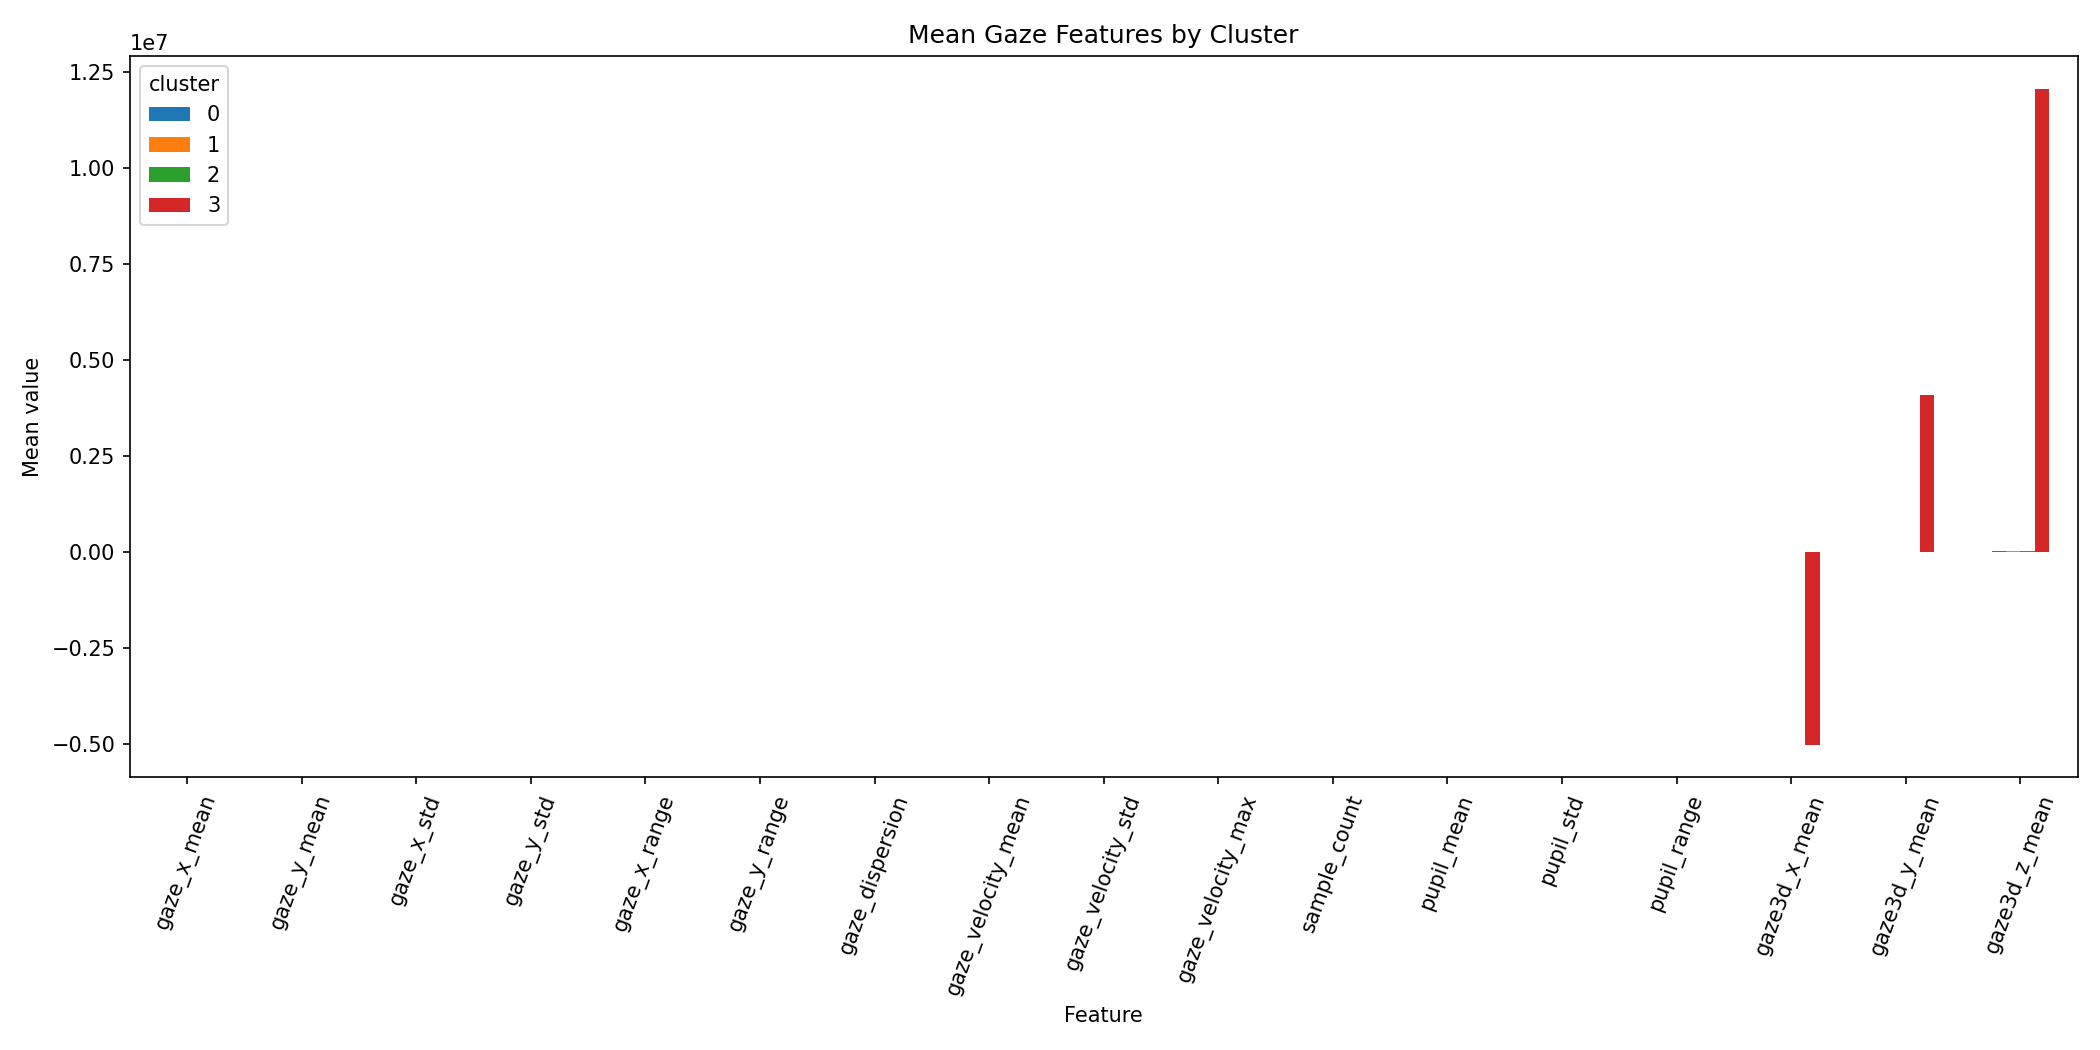 Mean Gaze Features by Cluster
1e7
1.25
1.00
0.75
0.50
0.25
0.00
−0.25
−0.50
Mean value
cluster
0
1
2
3
gaze_x_mean
gaze_y_mean
gaze_x_std
gaze_y_std
gaze_x_range
gaze_y_range
gaze_dispersion
gaze_velocity_mean
gaze_velocity_std
gaze_velocity_max
sample_count
pupil_mean
pupil_std
pupil_range
gaze3d_x_mean
gaze3d_y_mean
gaze3d_z_mean
Feature